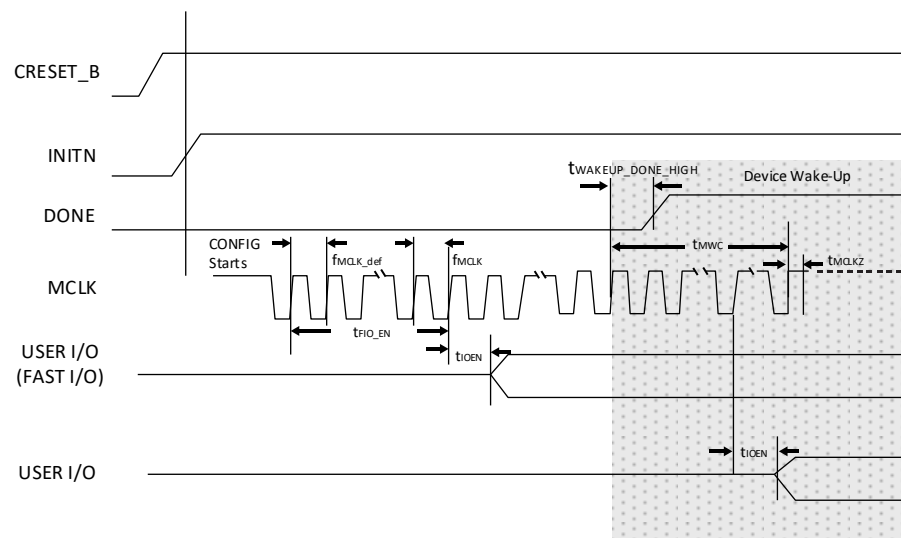 CRESET_B
INITN
tWAKEUP_DONE_HIGH
Device Wake-Up
DONE
CONFIG
Starts
fMCLK_def
fMCLK
tMWC
tMCLKZ
MCLK
tFIO_EN
USER I/O
(FAST I/O)
tIOEN
USER I/O
tIOEN